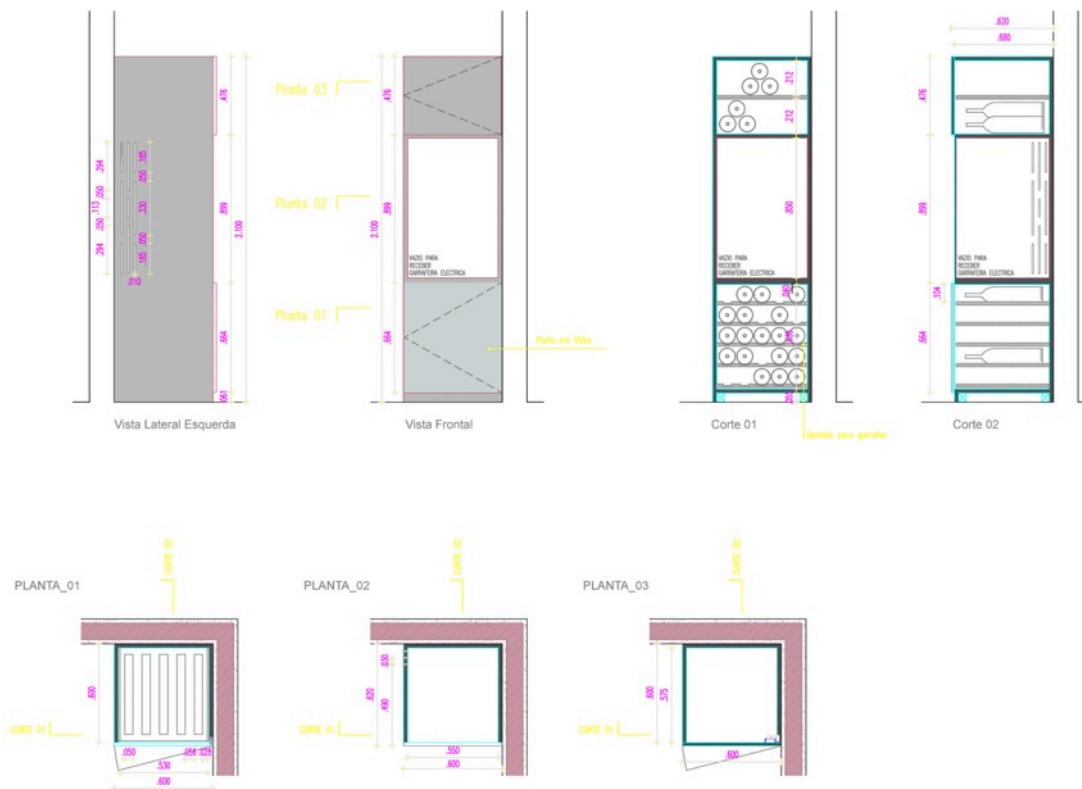 .476
.294
.050
.113
.050
.294
.185
.050
.330
.050
.185
.010
.899
2.100
.664
.061
Vista Lateral Esquerda
Planta 03
Planta 02
Planta 01
.476
.899
2.100
.664
VAZIO PARA
RECEBER
GARRAFEIRA ELECTRICA
Porta em Vidro
Vista Frontal
.212
.212
.850
VAZIO PARA
RECEBER
GARRAFEIRA ELECTRICA
Corte 01
Gavetas para garrafas
.620
.600
.476
.899
.104
.664
VAZIO PARA
RECEBER
GARRAFEIRA ELECTRICA
Corte 02
PLANTA_01
CORTE 02
.600
CORTE 01
.050
.056
.028
.530
.600
PLANTA_02
CORTE 02
.030
.620
.490
CORTE 01
.550
.600
PLANTA_03
CORTE 02
.600
.575
CORTE 01
.600